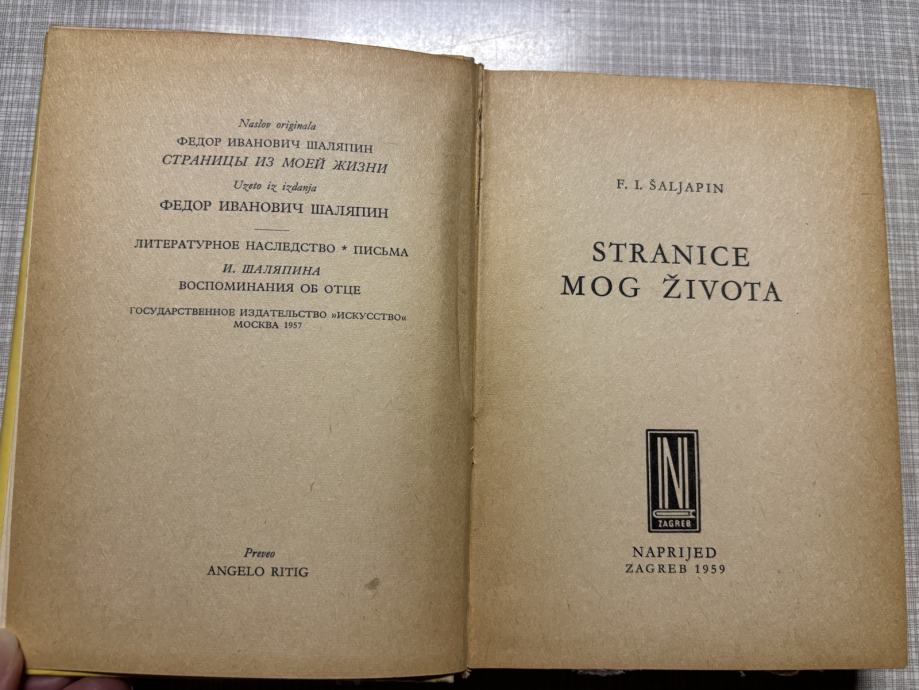 Naslov originala
ФЕДОР ИВАНОВИЧ ШАЛЯПИН
СТРАНИЦЫ ИЗ МОЕЙ ЖИЗНИ
Uzeto iz izdanja
ФЕДОР ИВАНОВИЧ ШАЛЯПИН
ЛИТЕРАТУРНОЕ НАСЛЕДСТВО * ПИСЬМА
И. ШАЛЯПИНА
ВОСПОМИНАНИЯ ОБ ОТЦЕ
ГОСУДАРСТВЕННОЕ ИЗДАТЕЛЬСТВО »ИСКУССТВО«
МОСКВА 1957
Preveo
ANGELO RITIG
F. I. ŠALJAPIN
STRANICE
MOG ŽIVOTA
N
ZAGREB
NAPRIJED
ZAGREB 1959